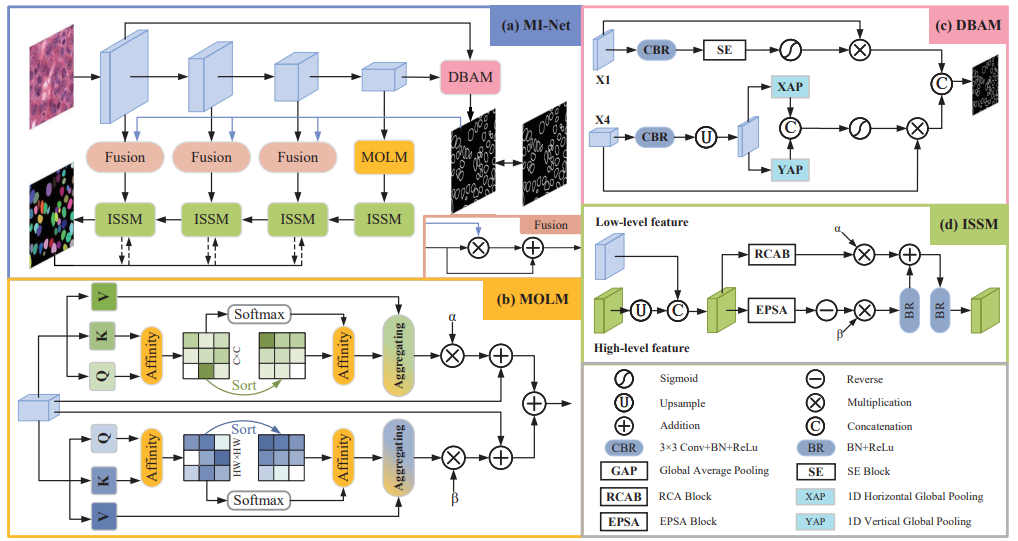 (a) MI-Net
DBAM
Fusion
Fusion
Fusion
MOLM
ISSM
ISSM
ISSM
ISSM
Fusion
(b) MOLM
V
K
Q
Affinity
Softmax
C×C
Sort
Affinity
Aggregating
α
Q
K
V
Affinity
Sort
HW×HW
Softmax
Affinity
Aggregating
β
(c) DBAM
X1
CBR
SE
XAP
X4
CBR
U
C
YAP
C
(d) ISSM
Low-level feature
α
RCAB
U
C
EPSA
β
BR
BR
High-level feature
Sigmoid
Reverse
U Upsample
Multiplication
Addition
C Concatenation
CBR 3×3 Conv+BN+ReLu
BR BN+ReLu
GAP Global Average Pooling
SE SE Block
RCAB RCA Block
XAP 1D Horizontal Global Pooling
EPSA EPSA Block
YAP 1D Vertical Global Pooling